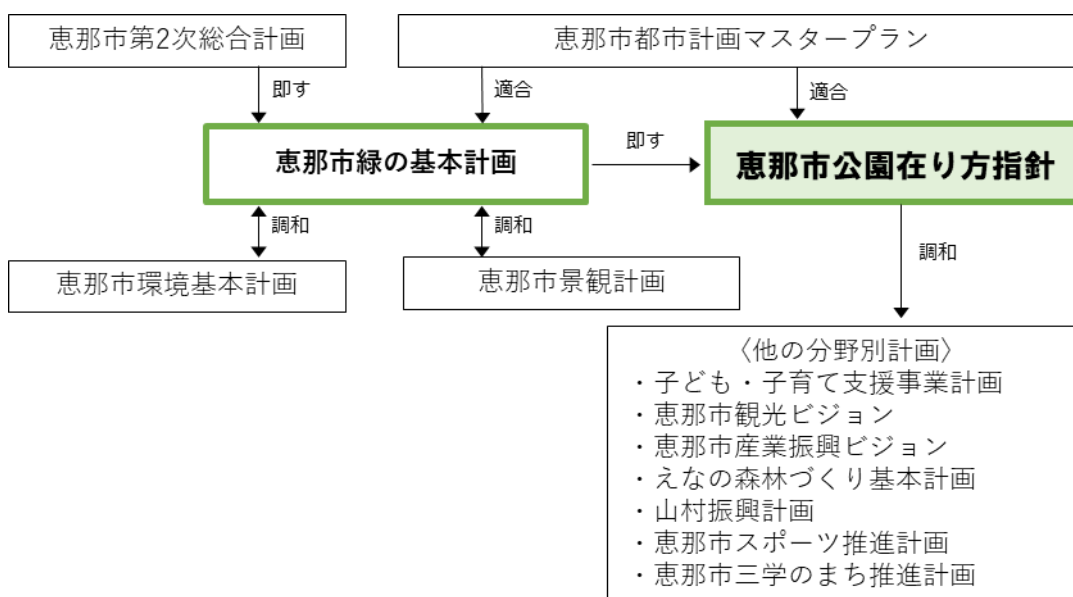 恵那市第2次総合計画
恵那市都市計画マスタープラン
即す
適合
適合
恵那市緑の基本計画
即す
恵那市公園在り方指針
調和
調和
調和
恵那市環境基本計画
恵那市景観計画
〈他の分野別計画〉
・子ども・子育て支援事業計画
・恵那市観光ビジョン
・恵那市産業振興ビジョン
・えなの森林づくり基本計画
・山村振興計画
・恵那市スポーツ推進計画
・恵那市三学のまち推進計画